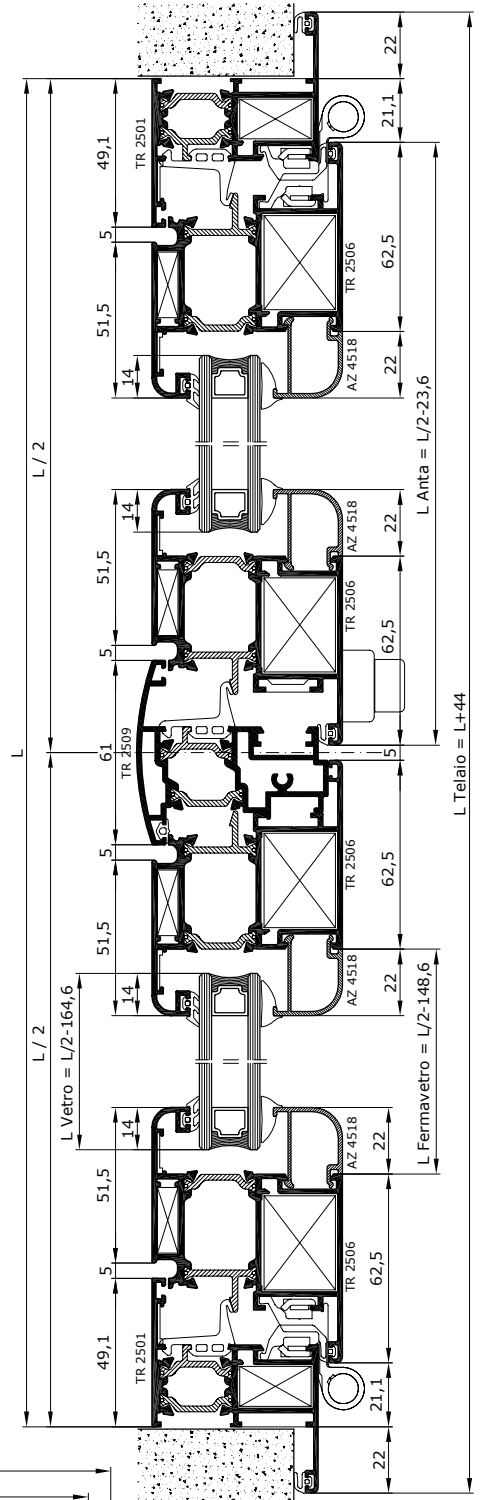 L
L / 2
L / 2
L Vetro = L/2-164,6
49,1
5
51,5
14
14
51,5
5
61
5
51,5
14
14
51,5
5
49,1
TR 2501
TR 2509
TR 2501
TR 2506
AZ 4518
AZ 4518
TR 2506
TR 2506
AZ 4518
AZ 4518
TR 2506
22
21,1
62,5
22
22
62,5
5
62,5
22
22
62,5
21,1
22
L Anta = L/2-23,6
L Fermavetro = L/2-148,6
L Telaio = L+44